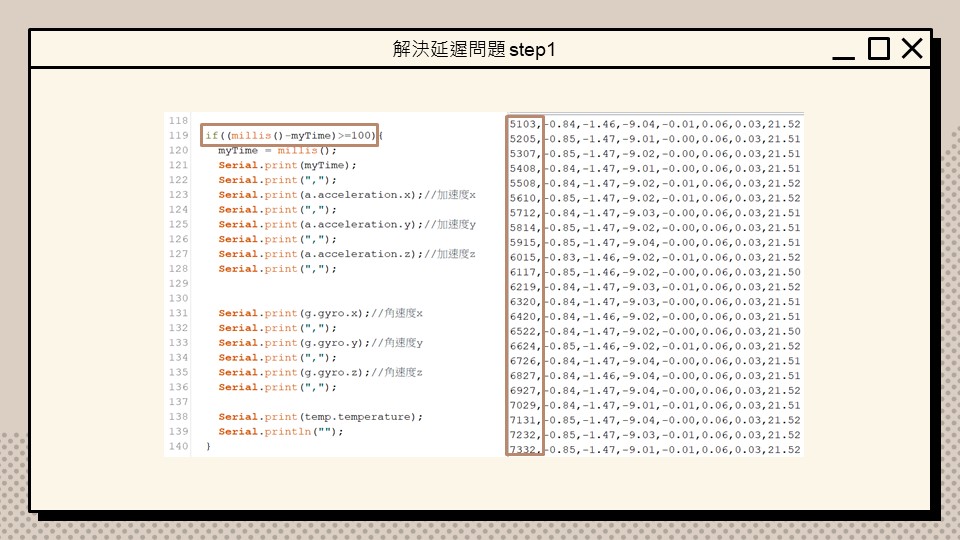 解決延遲問題 step1
118
119 if((millis()-myTime)>=100){
120 myTime = millis();
121 Serial.print(myTime);
122 Serial.print(",");
123 Serial.print(a.acceleration.x);//加速度x
124 Serial.print(",");
125 Serial.print(a.acceleration.y);//加速度y
126 Serial.print(",");
127 Serial.print(a.acceleration.z);//加速度z
128 Serial.print(",");
129
130
131 Serial.print(g.gyro.x);//角速度x
132 Serial.print(",");
133 Serial.print(g.gyro.y);//角速度y
134 Serial.print(",");
135 Serial.print(g.gyro.z);//角速度z
136 Serial.print(",");
137
138 Serial.print(temp.temperature);
139 Serial.println("");
140 }
5103,-0.84,-1.46,-9.04,-0.01,0.06,0.03,21.52
5205,-0.85,-1.47,-9.01,-0.00,0.06,0.03,21.51
5307,-0.85,-1.47,-9.02,-0.00,0.06,0.03,21.51
5408,-0.84,-1.47,-9.01,-0.00,0.06,0.03,21.51
5508,-0.84,-1.47,-9.02,-0.01,0.06,0.03,21.52
5610,-0.85,-1.47,-9.02,-0.01,0.06,0.03,21.52
5712,-0.84,-1.47,-9.03,-0.00,0.06,0.03,21.51
5814,-0.85,-1.47,-9.02,-0.00,0.06,0.03,21.51
5915,-0.85,-1.47,-9.04,-0.00,0.06,0.03,21.51
6015,-0.83,-1.46,-9.02,-0.01,0.06,0.03,21.52
6117,-0.85,-1.46,-9.02,-0.00,0.06,0.03,21.50
6219,-0.84,-1.47,-9.03,-0.01,0.06,0.03,21.52
6320,-0.84,-1.47,-9.03,-0.00,0.06,0.03,21.51
6420,-0.84,-1.46,-9.02,-0.00,0.06,0.03,21.51
6522,-0.84,-1.47,-9.02,-0.00,0.06,0.03,21.50
6624,-0.85,-1.46,-9.02,-0.01,0.06,0.03,21.52
6726,-0.84,-1.47,-9.04,-0.00,0.06,0.03,21.51
6827,-0.84,-1.46,-9.04,-0.00,0.06,0.03,21.51
6927,-0.84,-1.47,-9.04,-0.00,0.06,0.03,21.52
7029,-0.84,-1.47,-9.01,-0.01,0.06,0.03,21.51
7131,-0.85,-1.47,-9.04,-0.00,0.06,0.03,21.52
7232,-0.85,-1.47,-9.03,-0.01,0.06,0.03,21.52
7332,-0.85,-1.47,-9.01,-0.01,0.06,0.03,21.52